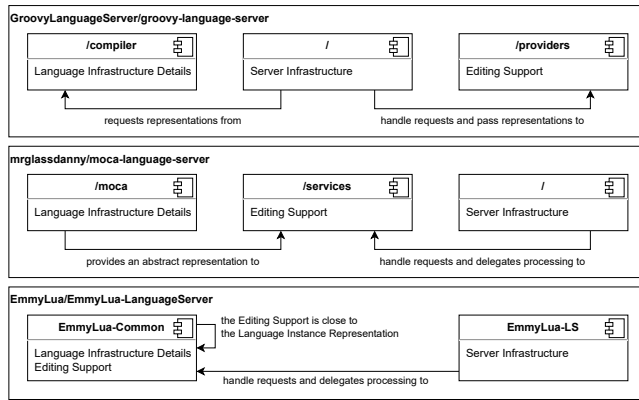 GroovyLanguageServer/groovy-language-server
/compiler
Language Infrastructure Details
/
Server Infrastructure
/providers
Editing Support
requests representations from
handle requests and pass representations to
mrglassdanny/moca-language-server
/moca
Language Infrastructure Details
/services
Editing Support
/
Server Infrastructure
provides an abstract representation to
handle requests and delegates processing to
EmmyLua/EmmyLua-LanguageServer
EmmyLua-Common
Language Infrastructure Details
Editing Support
the Editing Support is close to
the Language Instance Representation
EmmyLua-LS
Server Infrastructure
handle requests and delegates processing to